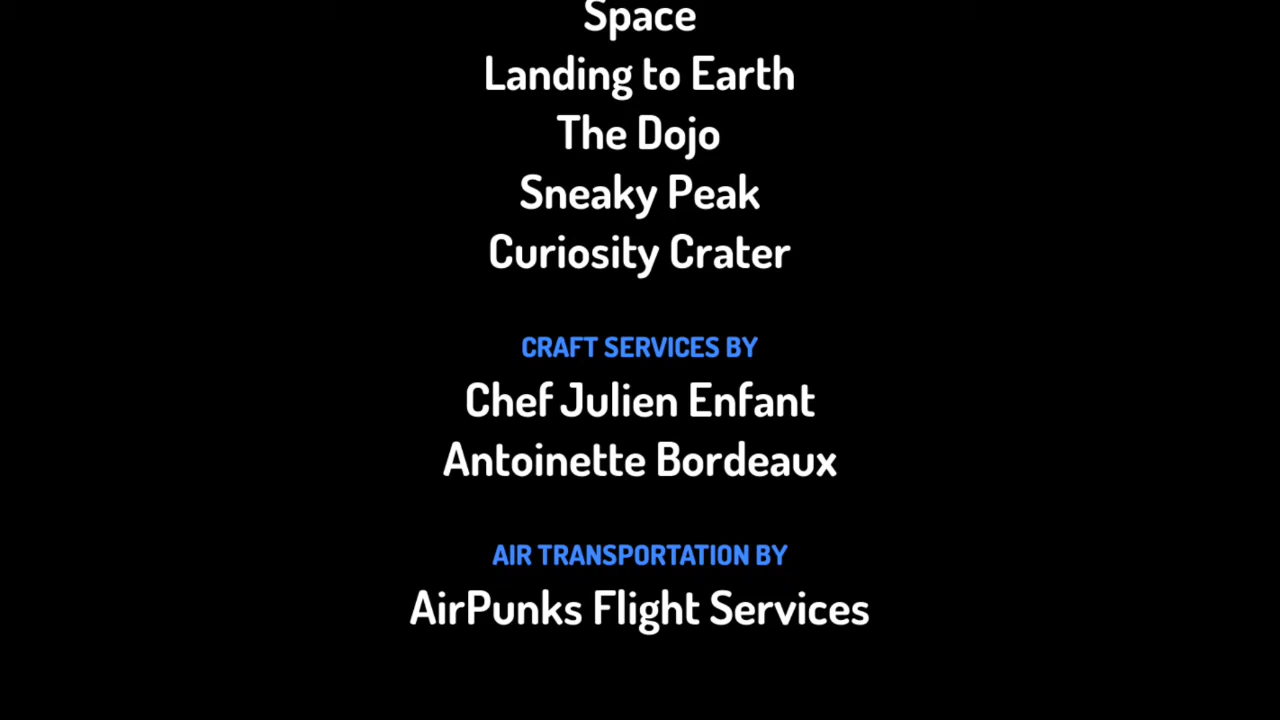 Space
Landing to Earth
The Dojo
Sneaky Peak
Curiosity Crater
CRAFT SERVICES BY
Chef Julien Enfant
Antoinette Bordeaux
AIR TRANSPORTATION BY
AirPunks Flight Services